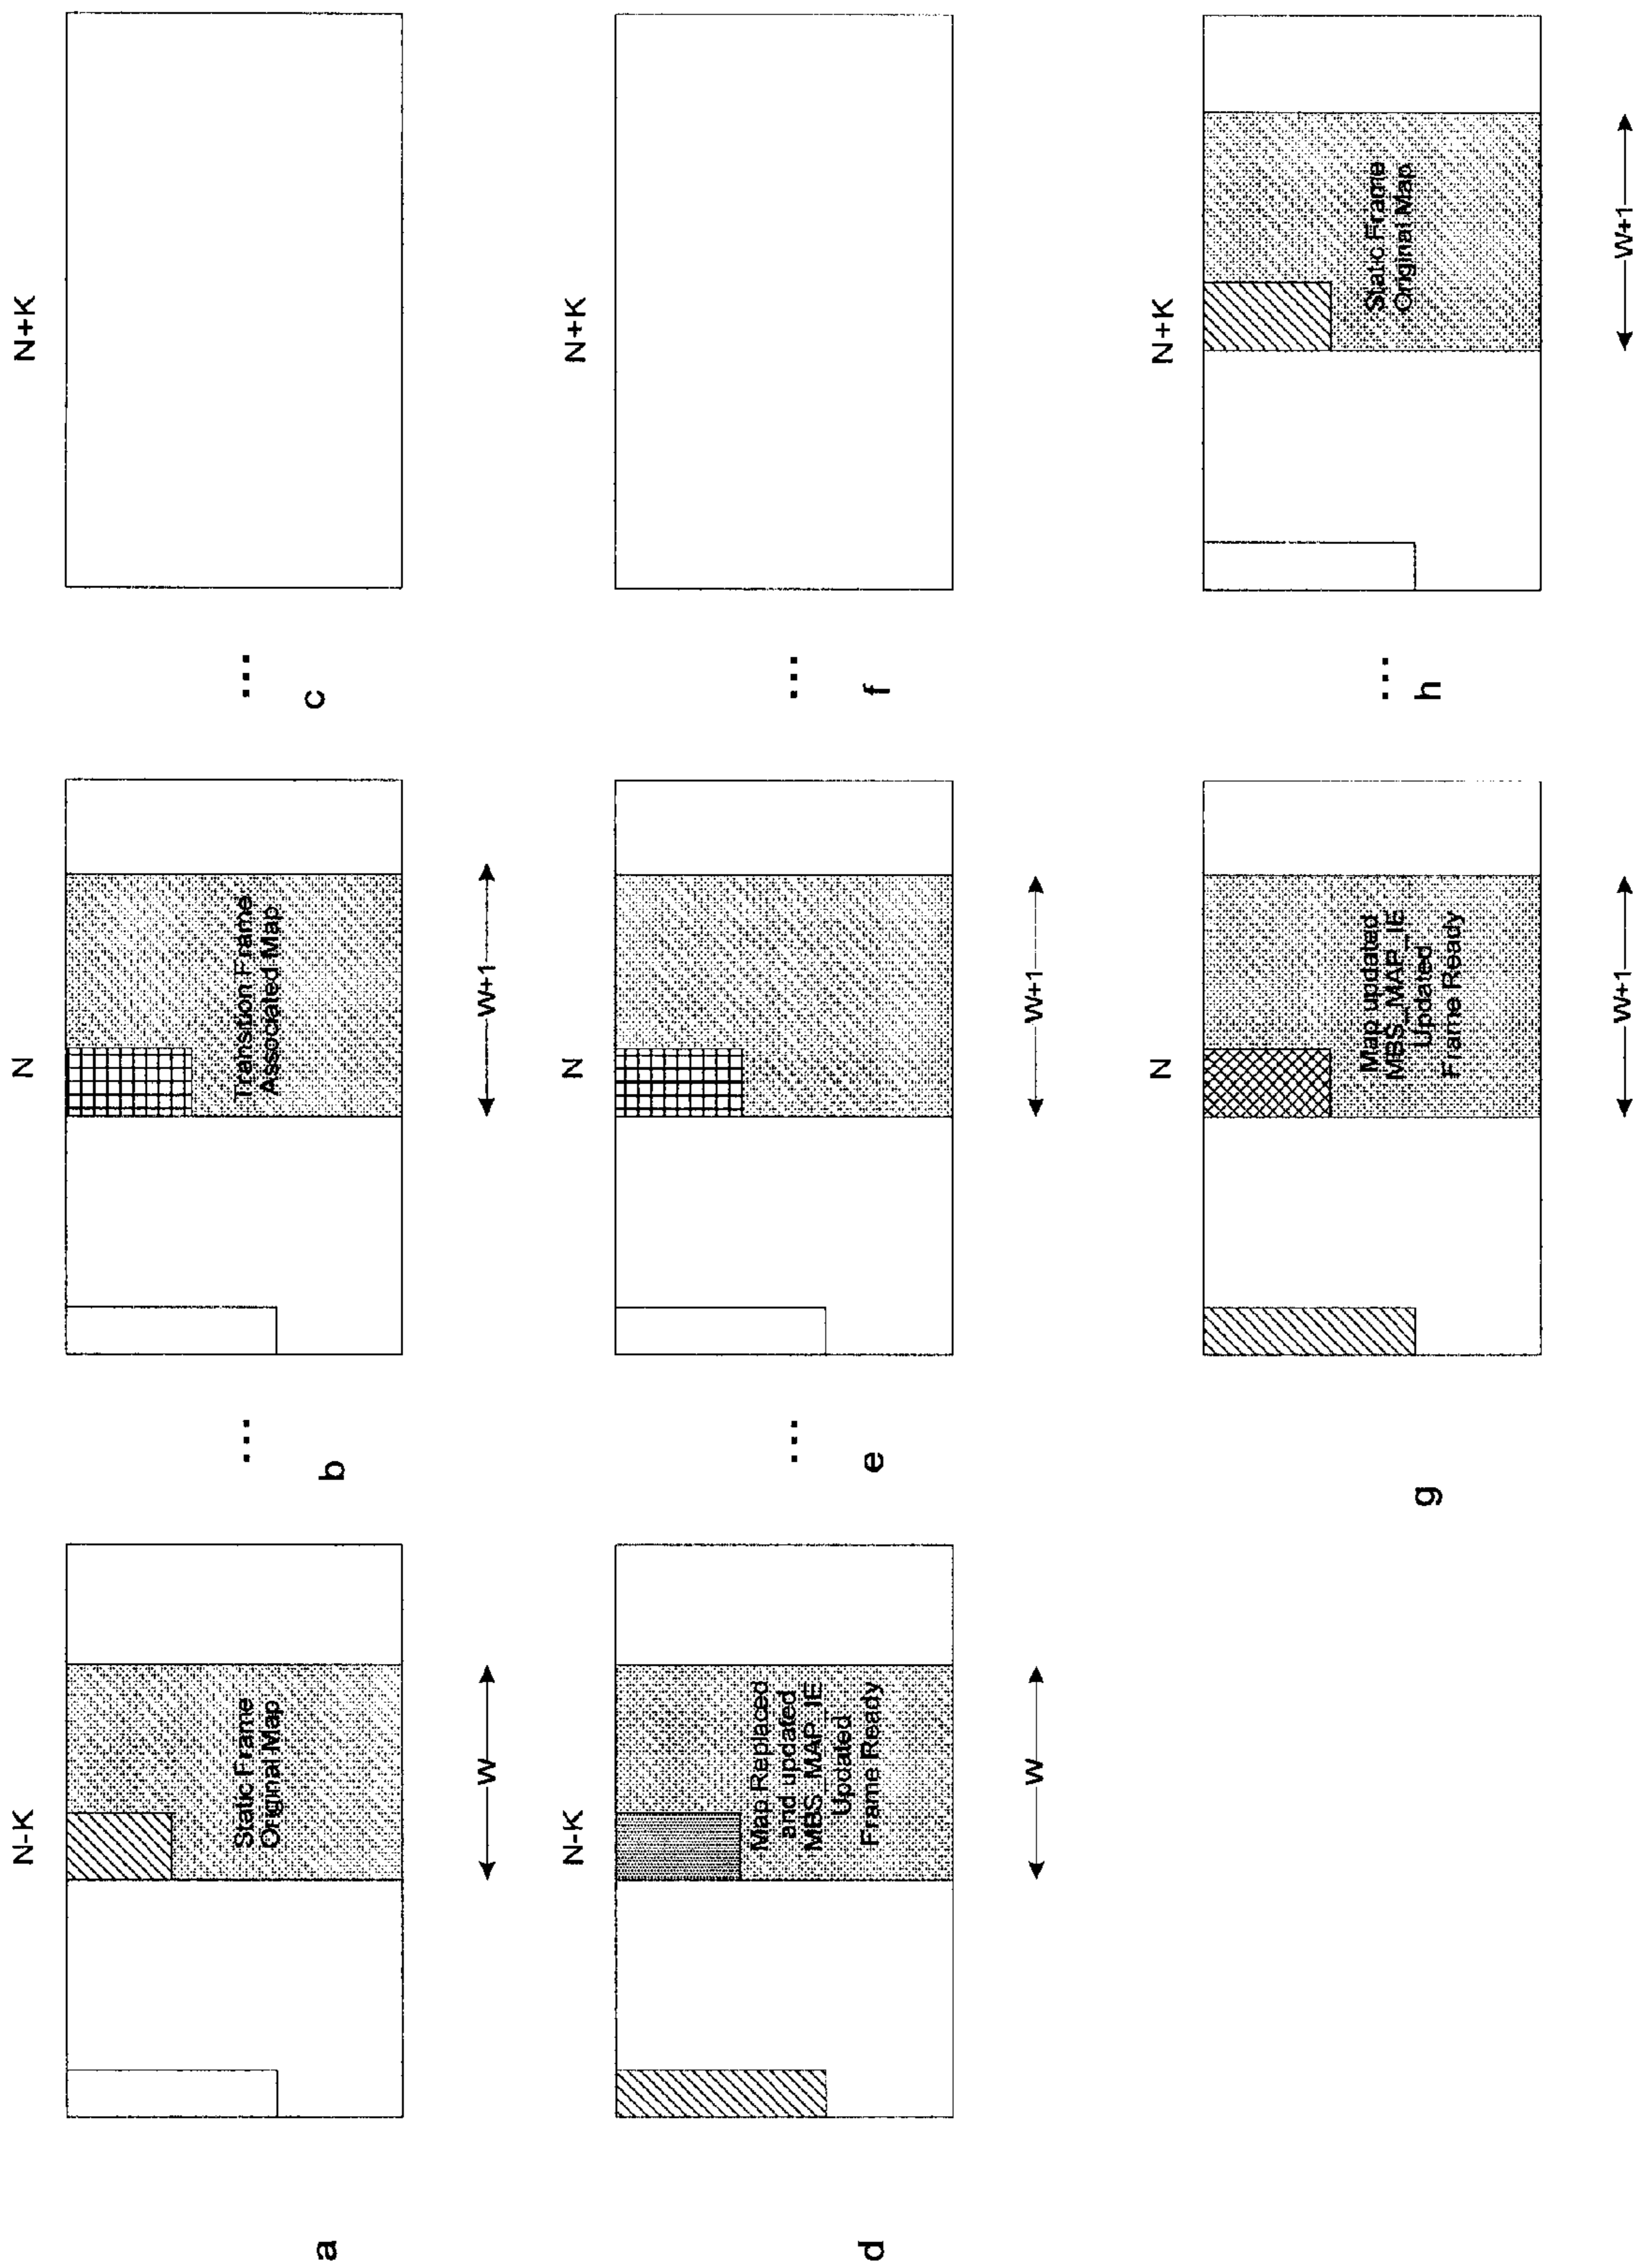 N-K
N
N+K
Static Frame
Original Map
Transition Frame
Associated Map
W
W+1
a
...
b
...
c
N-K
N
N+K
Map Replaced
and updated
MBS_MAP_IE
Updated
Frame Ready
W
W+1
d
...
e
...
f
N
N+K
Map updated
MBS_MAP_IE
Updated
Frame Ready
Static Frame
Original Map
W+1
W+1
g
...
h